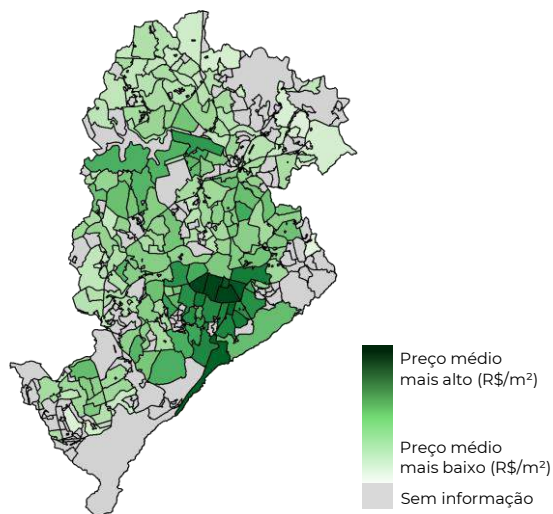 Preço médio
mais alto (R$/m²)
Preço médio
mais baixo (R$/m²)
Sem informação